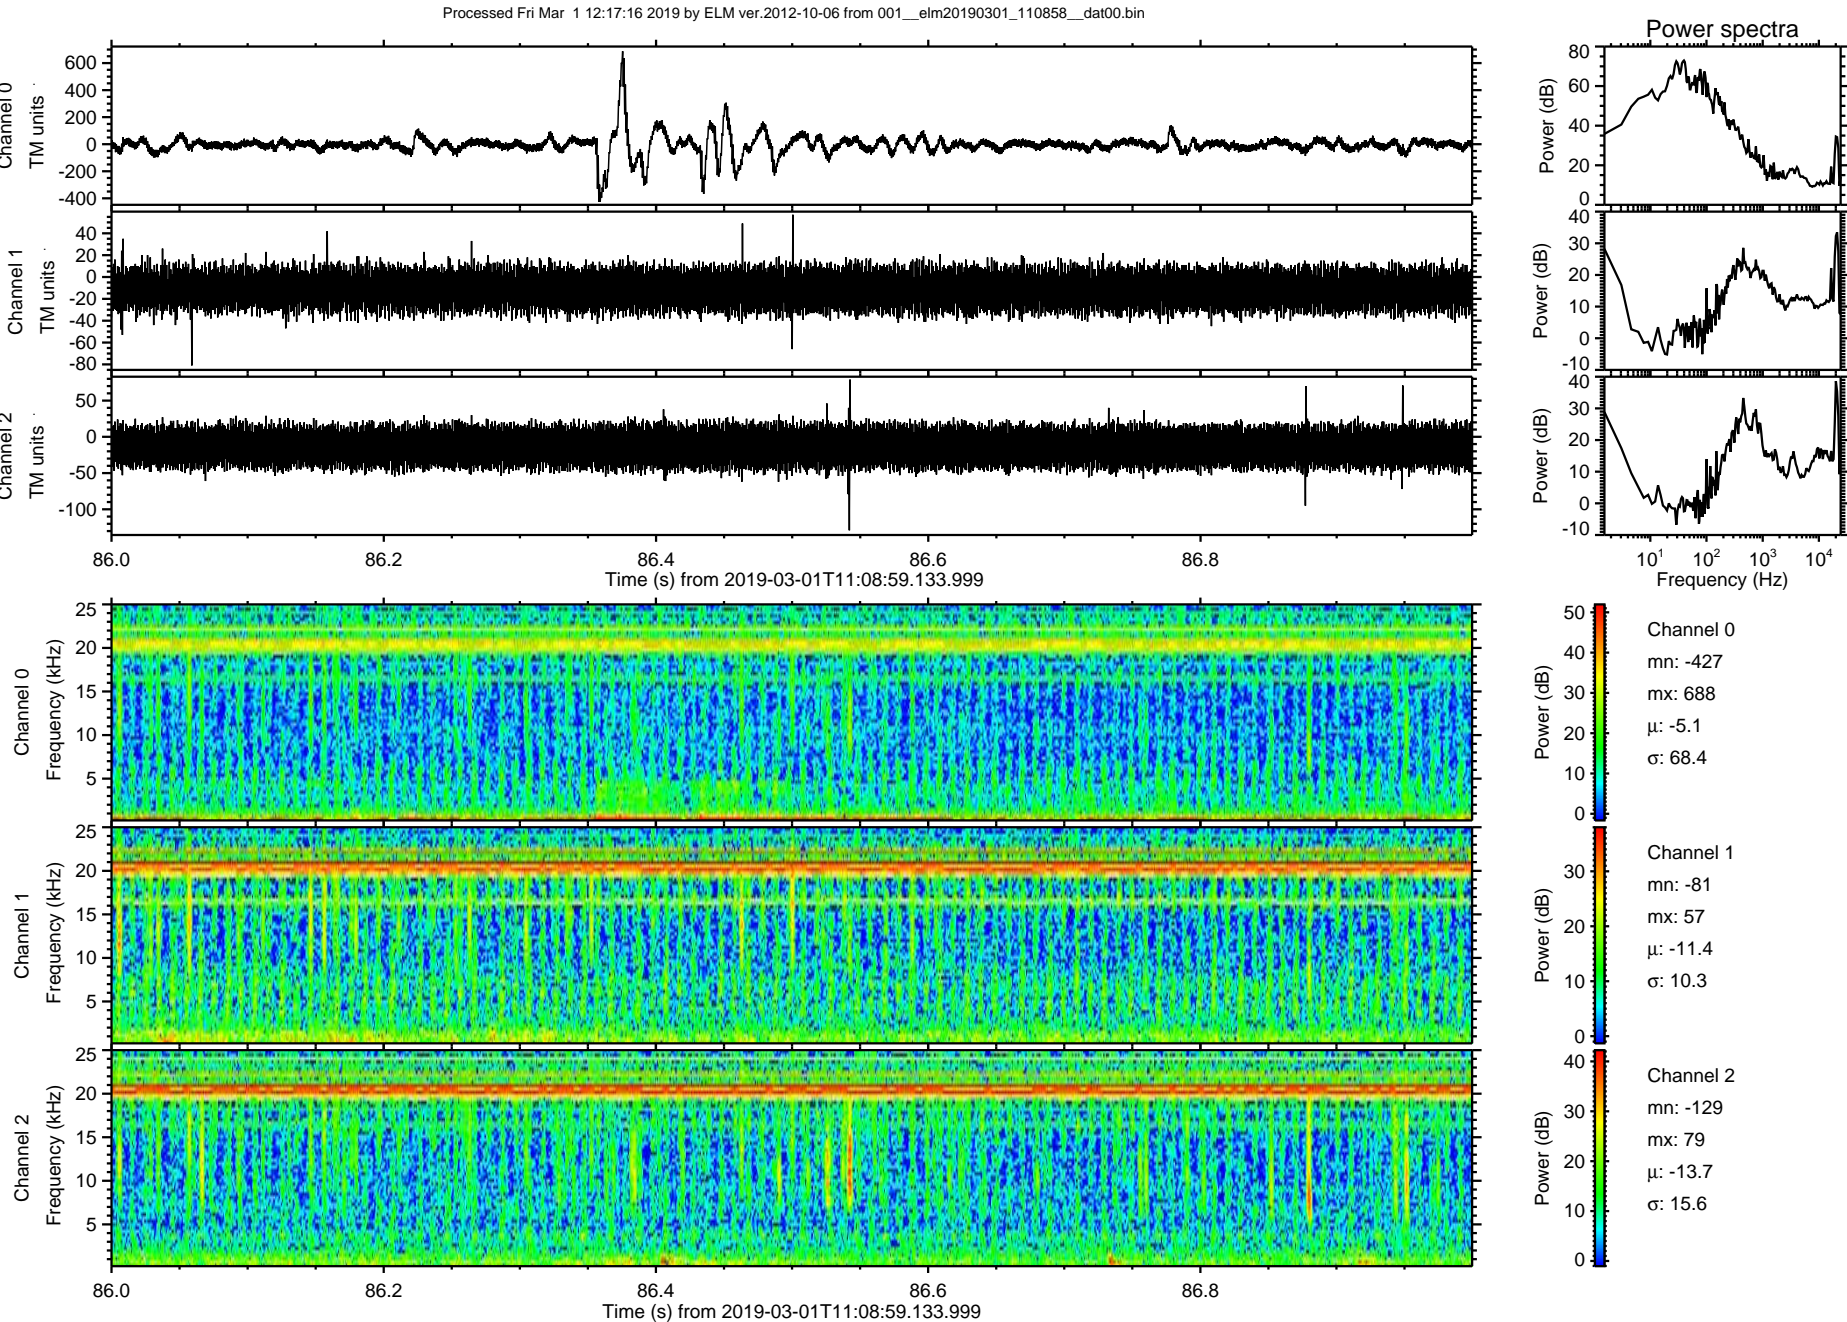 Processed Fri Mar 1 12:17:16 2019 by ELM ver.2012-10-06 from 001__elm20190301_110858__dat00.bin
Power spectra
Channel 0
TM units
600
400
200
0
-200
-400
Power (dB)
80
60
40
20
0
Channel 1
TM units
40
20
0
-20
-40
-60
-80
Power (dB)
40
30
20
10
0
-10
Channel 2
TM units
50
0
-50
-100
Power (dB)
40
30
20
10
0
-10
86.0 86.2 86.4 86.6 86.8
Time (s) from 2019-03-01T11:08:59.133.999
10¹ 10² 10³ 10⁴
Frequency (Hz)
Channel 0
Frequency (kHz)
25
20
15
10
5
Power (dB)
50
40
30
20
10
0
Channel 0
mn: -427
mx: 688
μ: -5.1
σ: 68.4
Channel 1
Frequency (kHz)
25
20
15
10
5
Power (dB)
30
20
10
0
Channel 1
mn: -81
mx: 57
μ: -11.4
σ: 10.3
Channel 2
Frequency (kHz)
25
20
15
10
5
Power (dB)
40
30
20
10
0
Channel 2
mn: -129
mx: 79
μ: -13.7
σ: 15.6
86.0 86.2 86.4 86.6 86.8
Time (s) from 2019-03-01T11:08:59.133.999